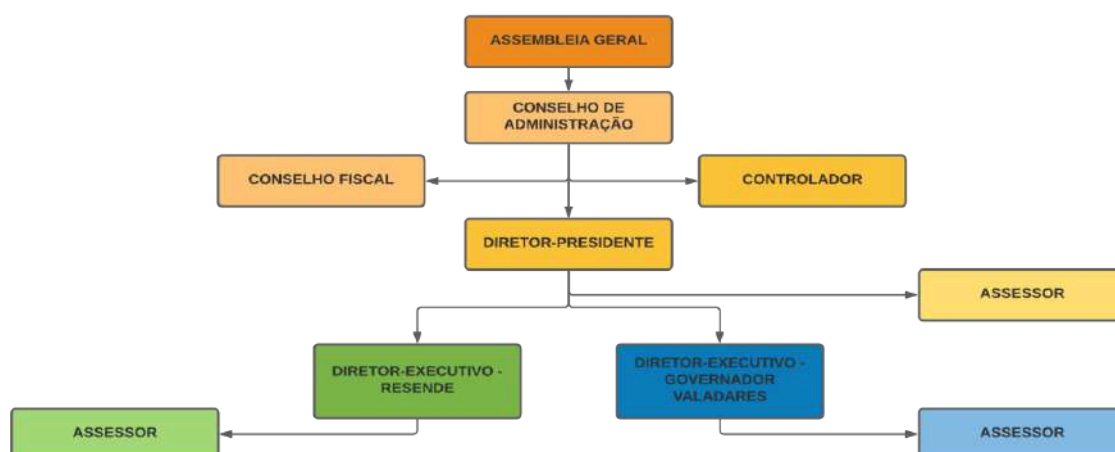 ASSEMBLEIA GERAL
CONSELHO DE
ADMINISTRAÇÃO
CONSELHO FISCAL
CONTROLADOR
DIRETOR-PRESIDENTE
ASSESSOR
DIRETOR-EXECUTIVO -
RESENDE
DIRETOR-EXECUTIVO -
GOVERNADOR
VALADARES
ASSESSOR
ASSESSOR